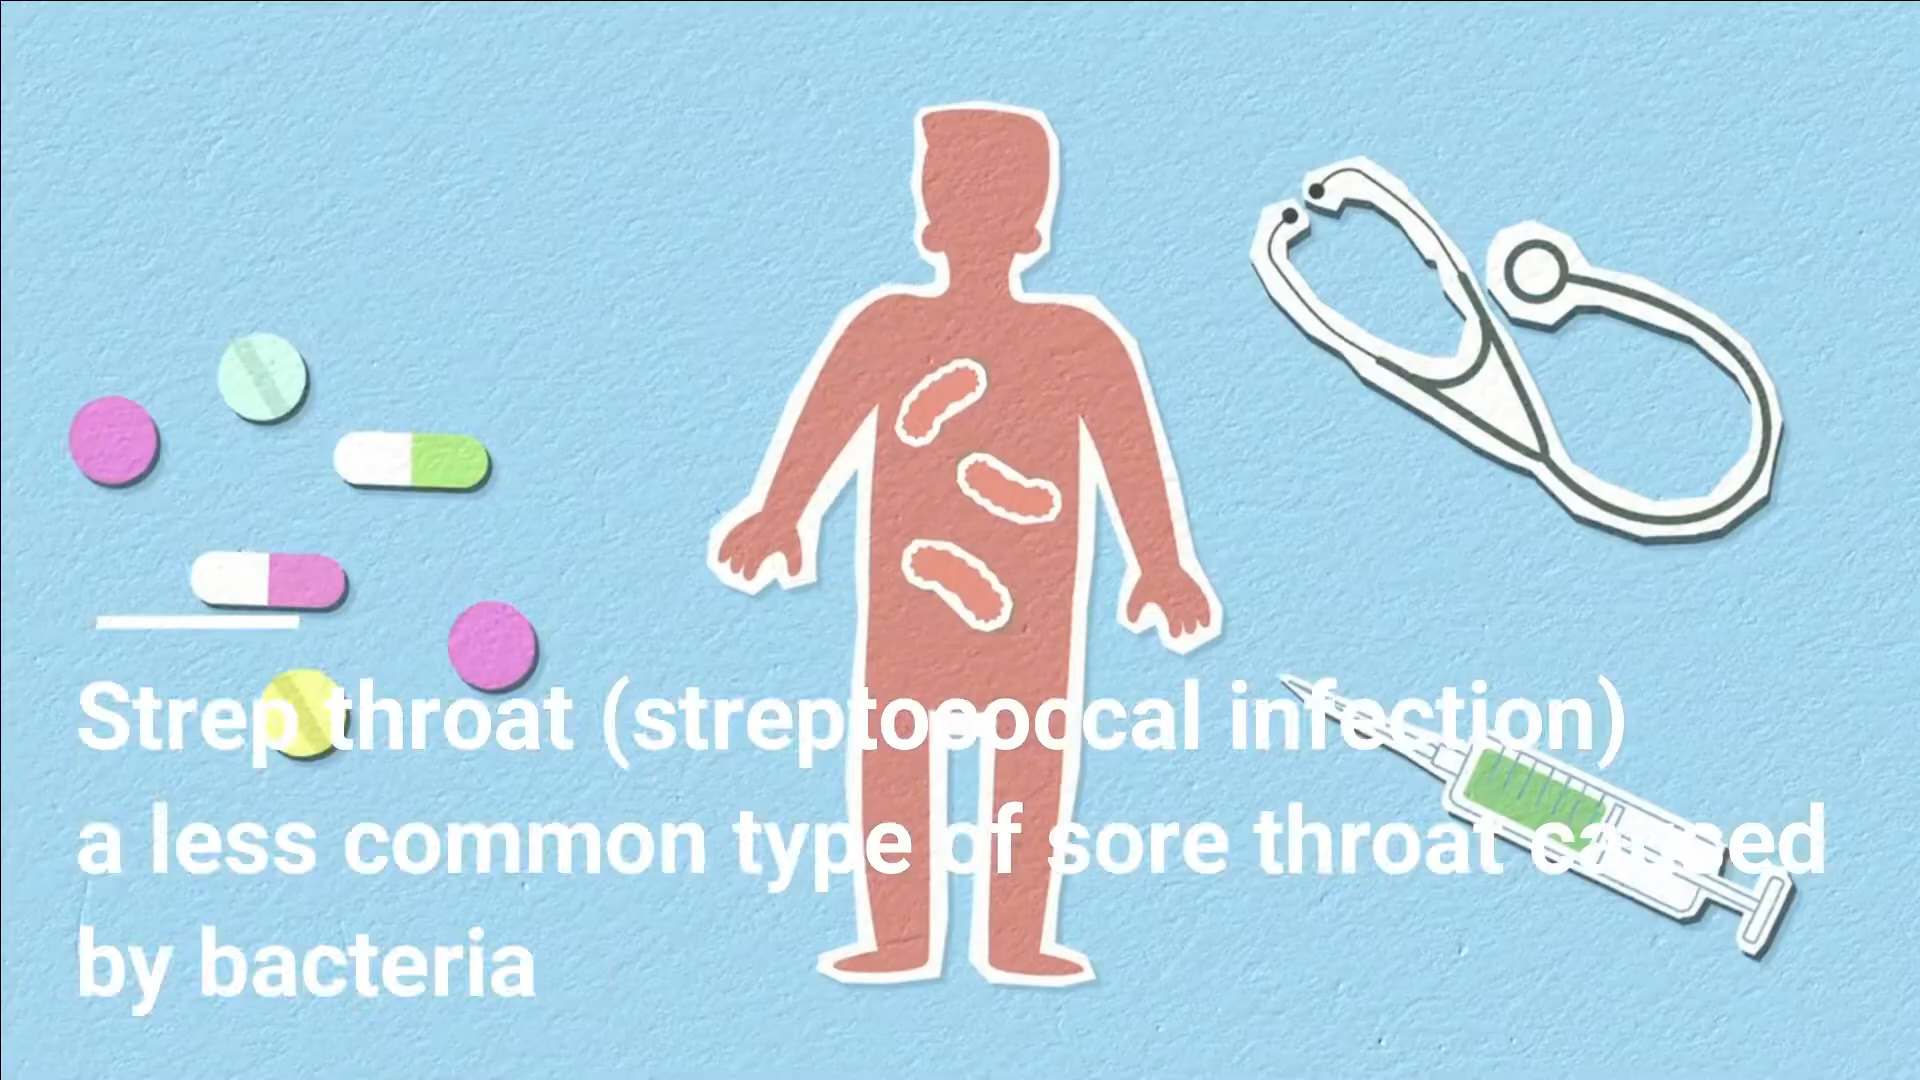 Strep throat (streptococcal infection)
a less common type of sore throat caused
by bacteria